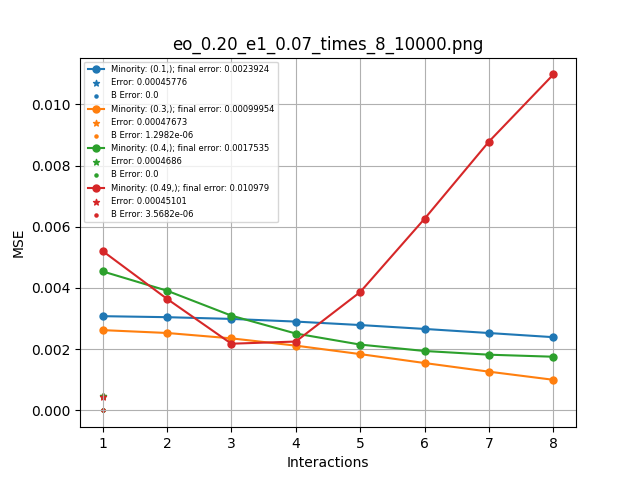 eo_0.20_e1_0.07_times_8_10000.png
Minority: (0.1,); final error: 0.0023924
Error: 0.00045776
B Error: 0.0
Minority: (0.3,); final error: 0.00099954
Error: 0.00047673
B Error: 1.2982e-06
Minority: (0.4,); final error: 0.0017535
Error: 0.0004686
B Error: 0.0
Minority: (0.49,); final error: 0.010979
Error: 0.00045101
B Error: 3.5682e-06
0.010
0.008
0.006
0.004
0.002
0.000
MSE
1 2 3 4 5 6 7 8
Interactions